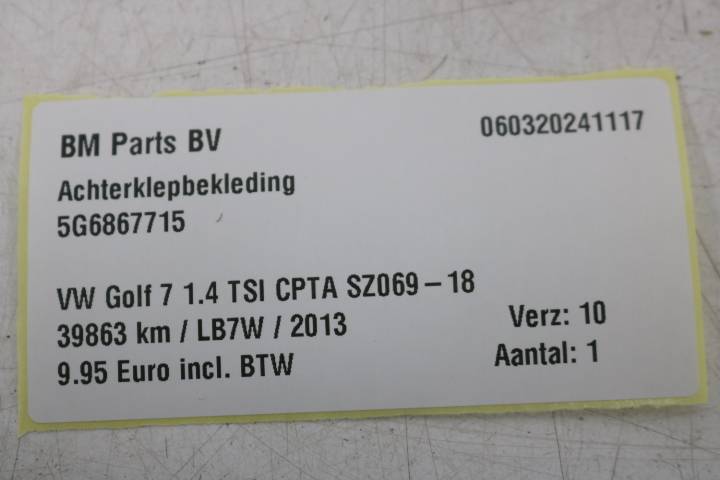 BM Parts BV
060320241117
Achterklepbekleding
5G6867715
VW Golf 7 1.4 TSI CPTA SZ069 – 18
39863 km / LB7W / 2013
Verz: 10
9.95 Euro incl. BTW
Aantal: 1